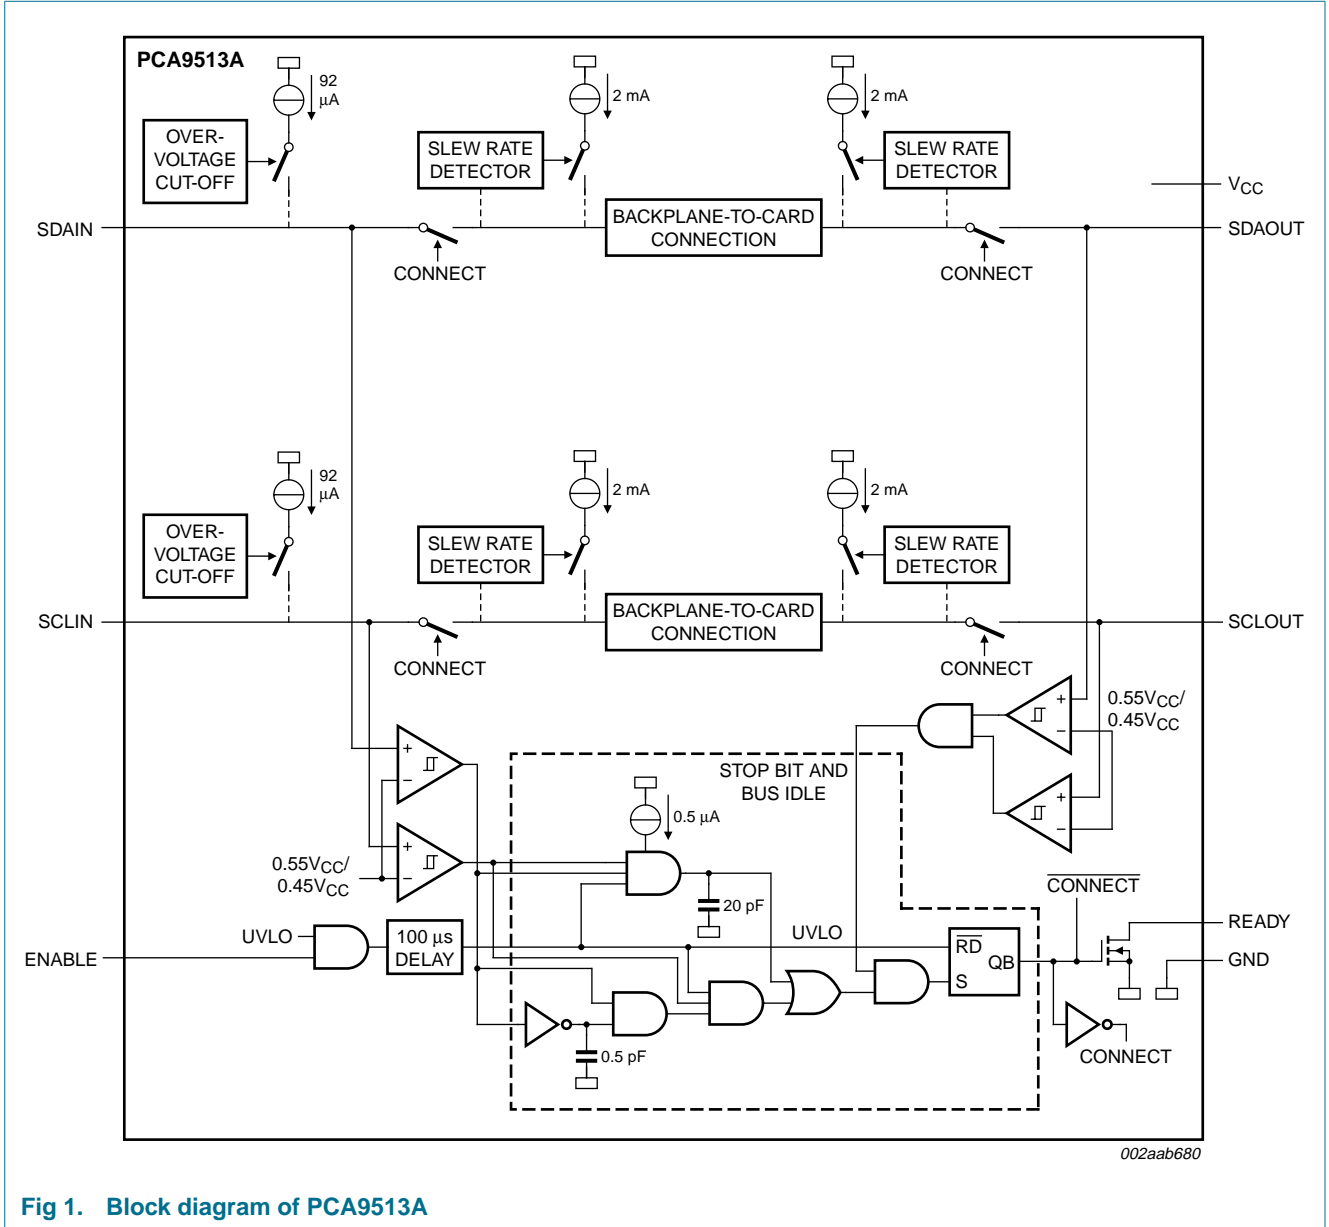 PCA9513A
92
μA
2 mA
2 mA
OVER-
VOLTAGE
CUT-OFF
SLEW RATE
DETECTOR
SLEW RATE
DETECTOR
VCC
SDAIN
BACKPLANE-TO-CARD
CONNECTION
SDAOUT
CONNECT
CONNECT
92
μA
2 mA
2 mA
OVER-
VOLTAGE
CUT-OFF
SLEW RATE
DETECTOR
SLEW RATE
DETECTOR
SCLIN
BACKPLANE-TO-CARD
CONNECTION
SCLOUT
CONNECT
CONNECT
+
−
0.55VCC/
0.45VCC
+
−
STOP BIT AND
BUS IDLE
+
−
0.5 μA
+
−
0.55VCC/
0.45VCC
20 pF
CONNECT
UVLO
100 μs
DELAY
UVLO
RD
QB
S
READY
ENABLE
GND
0.5 pF
CONNECT
002aab680
Fig 1. Block diagram of PCA9513A